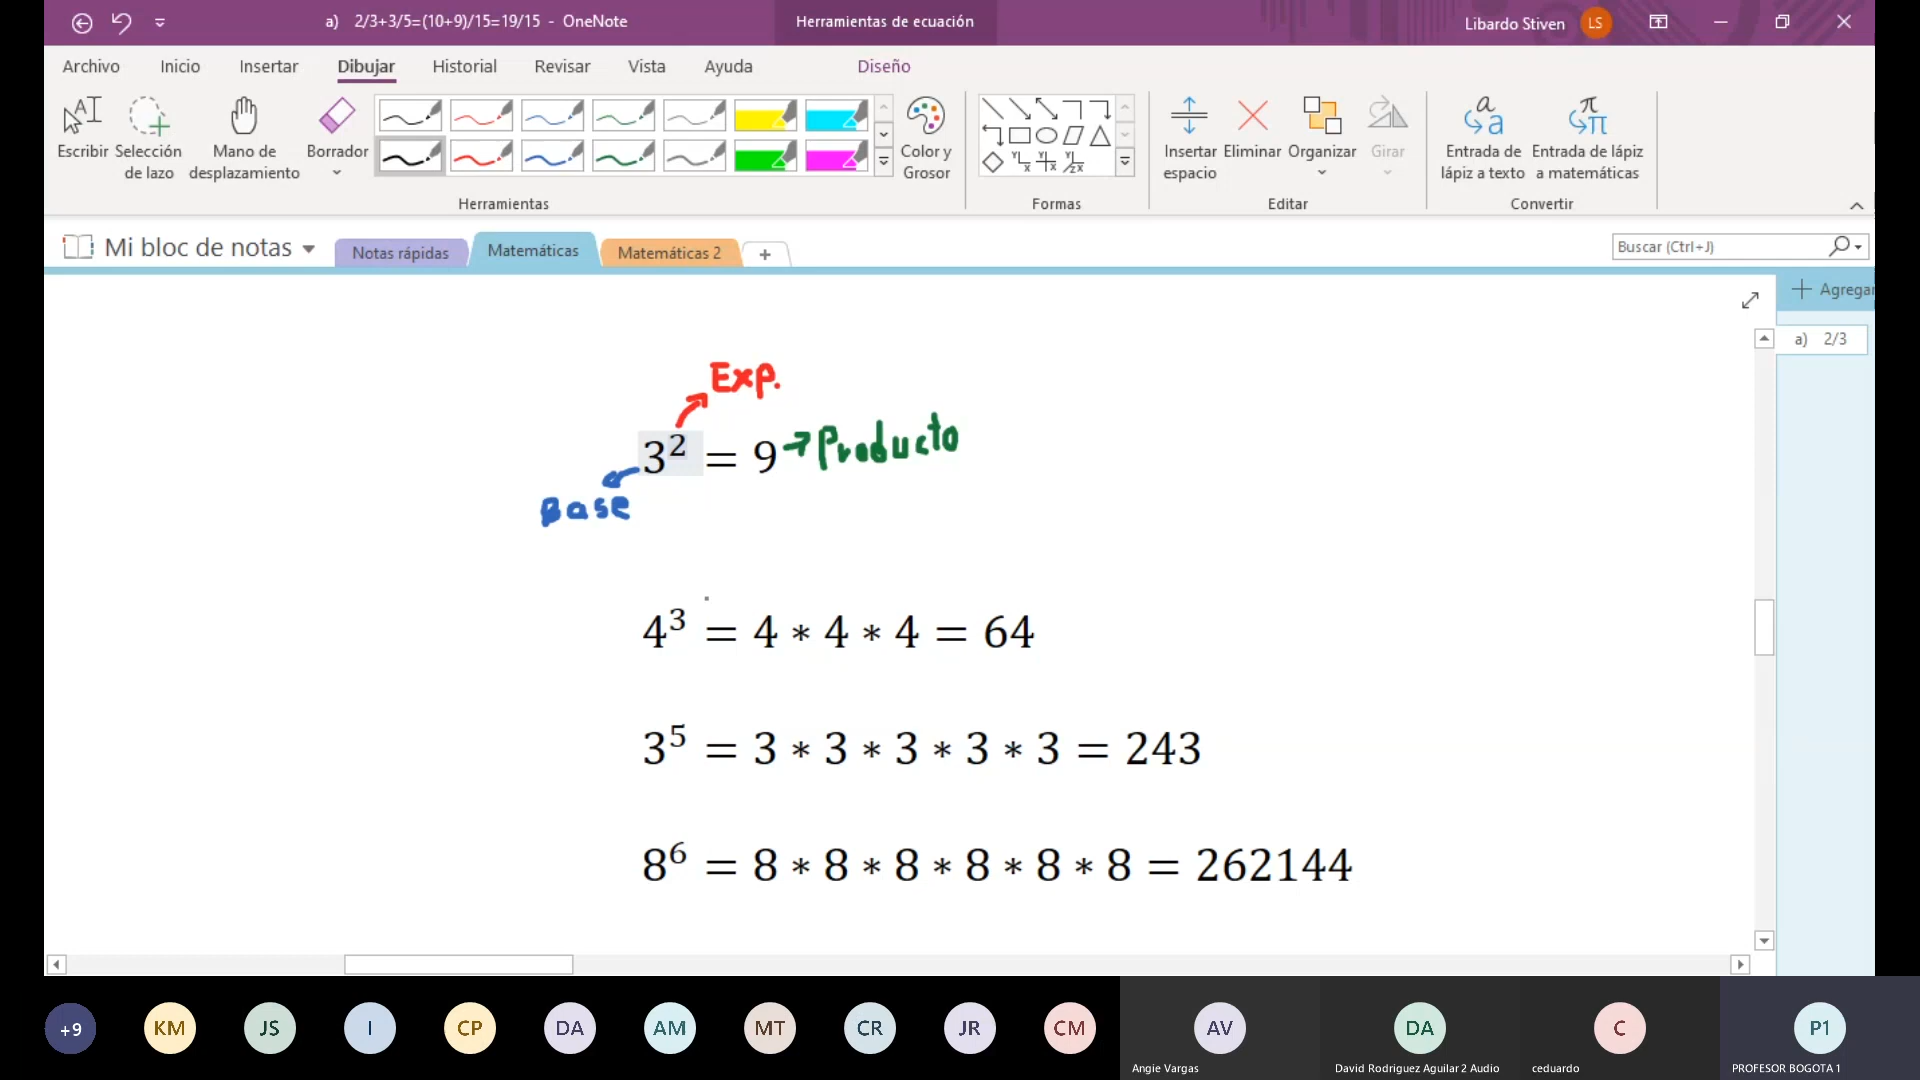 a) 2/3+3/5=(10+9)/15=19/15 - OneNote
Herramientas de ecuación
Libardo Stiven
LS
Archivo Inicio Insertar Dibujar Historial Revisar Vista Ayuda Diseño
Escribir
Selección de lazo
Mano de desplazamiento
Borrador
Color y Grosor
Insertar espacio
Eliminar
Organizar
Girar
Entrada de lápiz a texto
Entrada de lápiz a matemáticas
Herramientas
Formas
Editar
Convertir
Mi bloc de notas
Notas rápidas
Matemáticas
Matemáticas 2
Buscar (Ctrl+J)
Agregar
a) 2/3
Exp.
3² = 9 → Producto
Base
4³ = 4 ∗ 4 ∗ 4 = 64
3⁵ = 3 ∗ 3 ∗ 3 ∗ 3 ∗ 3 = 243
8⁶ = 8 ∗ 8 ∗ 8 ∗ 8 ∗ 8 ∗ 8 = 262144
+9 KM JS I CP DA AM MT CR JR CM AV DA C P1
Angie Vargas
David Rodriguez Aguilar 2 Audio
ceduardo
PROFESOR BOGOTA 1